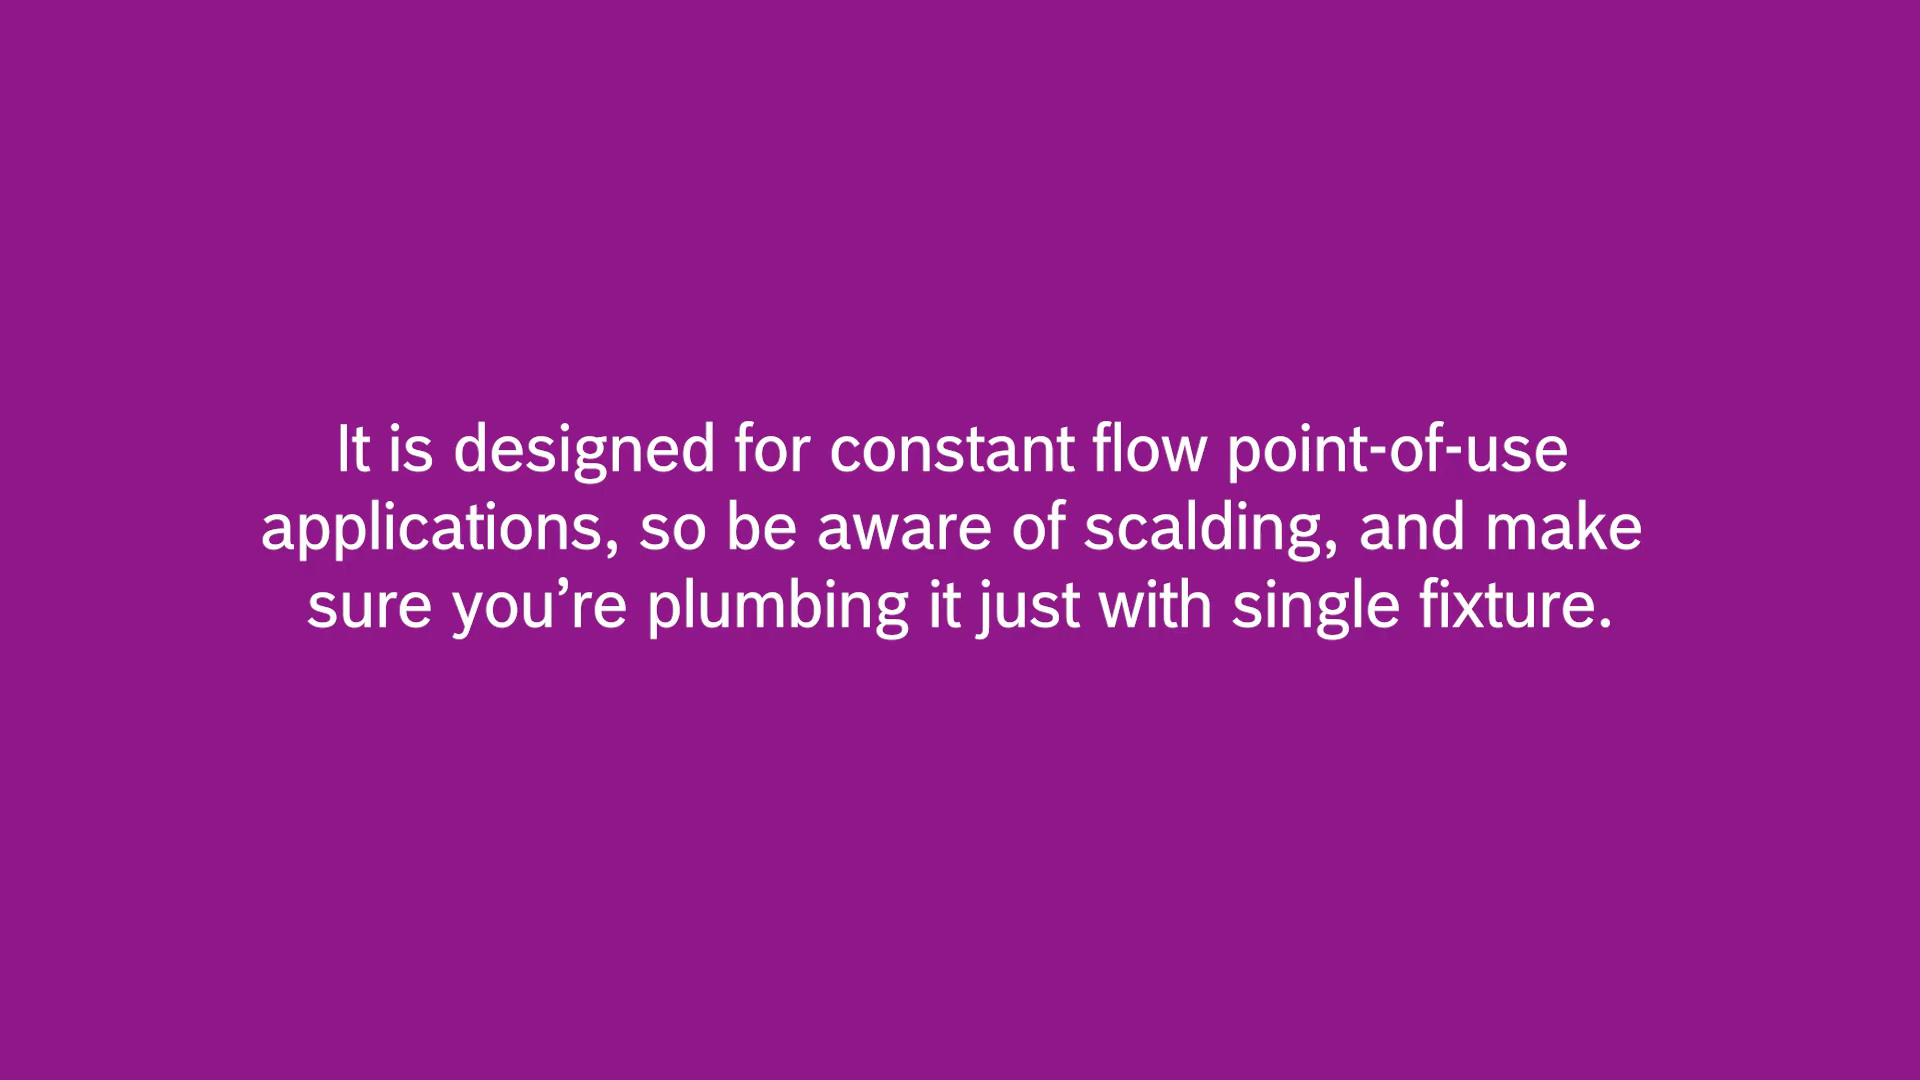 It is designed for constant flow point-of-use
applications, so be aware of scalding, and make
sure you’re plumbing it just with single fixture.